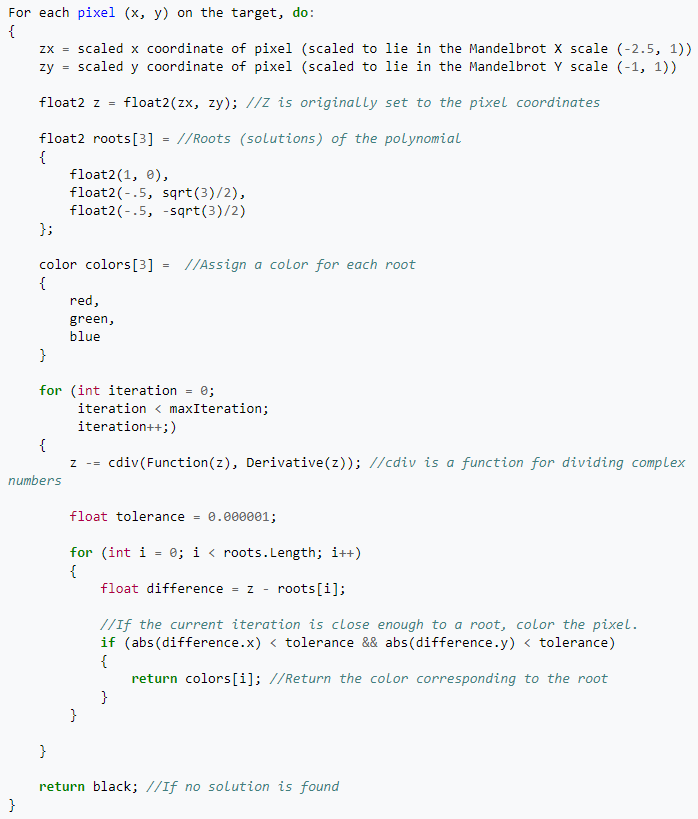 For each pixel (x, y) on the target, do:
{
    zx = scaled x coordinate of pixel (scaled to lie in the Mandelbrot X scale (-2.5, 1))
    zy = scaled y coordinate of pixel (scaled to lie in the Mandelbrot Y scale (-1, 1))

    float2 z = float2(zx, zy); //Z is originally set to the pixel coordinates

    float2 roots[3] = //Roots (solutions) of the polynomial
    {
        float2(1, 0),
        float2(-.5, sqrt(3)/2),
        float2(-.5, -sqrt(3)/2)
    };

    color colors[3] =  //Assign a color for each root
    {
        red,
        green,
        blue
    }

    for (int iteration = 0;
         iteration < maxIteration;
         iteration++;)
    {
        z -= cdiv(Function(z), Derivative(z)); //cdiv is a function for dividing complex
numbers

        float tolerance = 0.000001;

        for (int i = 0; i < roots.Length; i++)
        {
            float difference = z - roots[i];

            //If the current iteration is close enough to a root, color the pixel.
            if (abs(difference.x) < tolerance && abs(difference.y) < tolerance)
            {
                return colors[i]; //Return the color corresponding to the root
            }
        }

    }

    return black; //If no solution is found
}